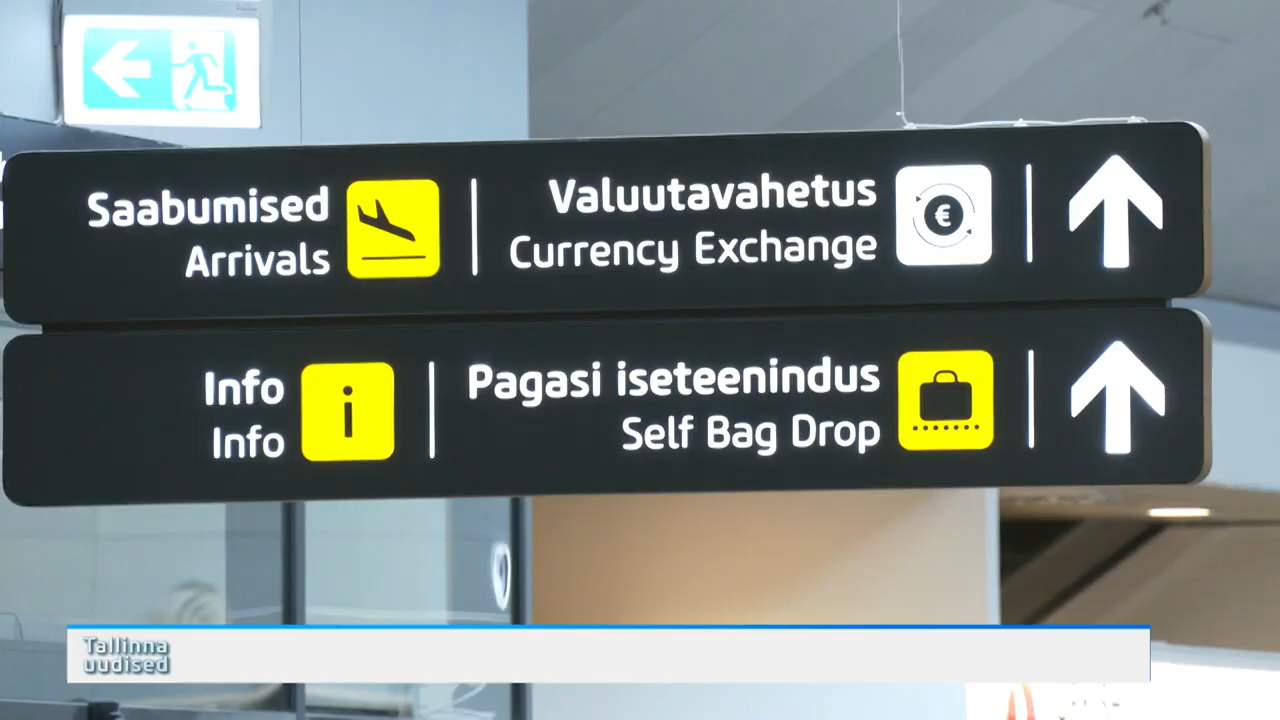 Saabumised
Arrivals
Valuutavahetus
Currency Exchange
Info
Info
Pagasi iseteenindus
Self Bag Drop
Tallinna
uudised